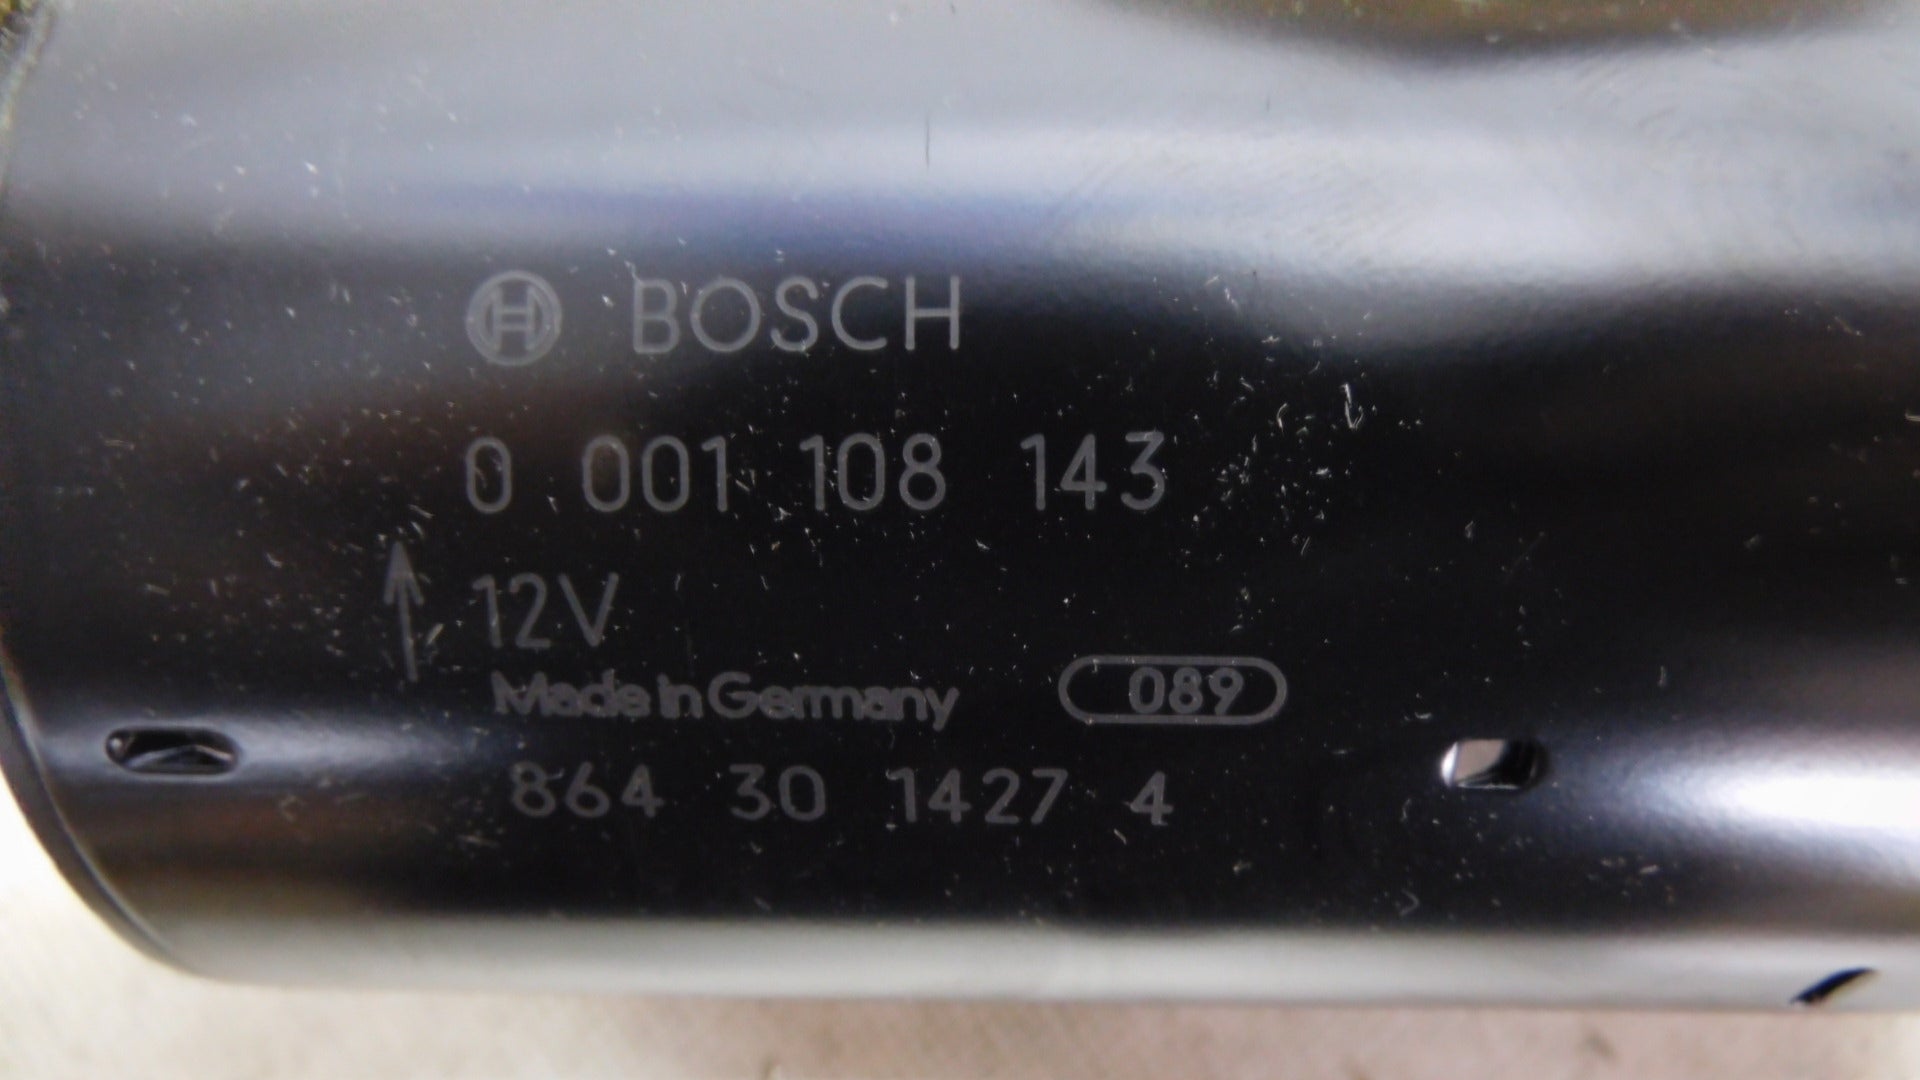 BOSCH
0 001 108 143
12V
Made in Germany 089
864 30 1427 4